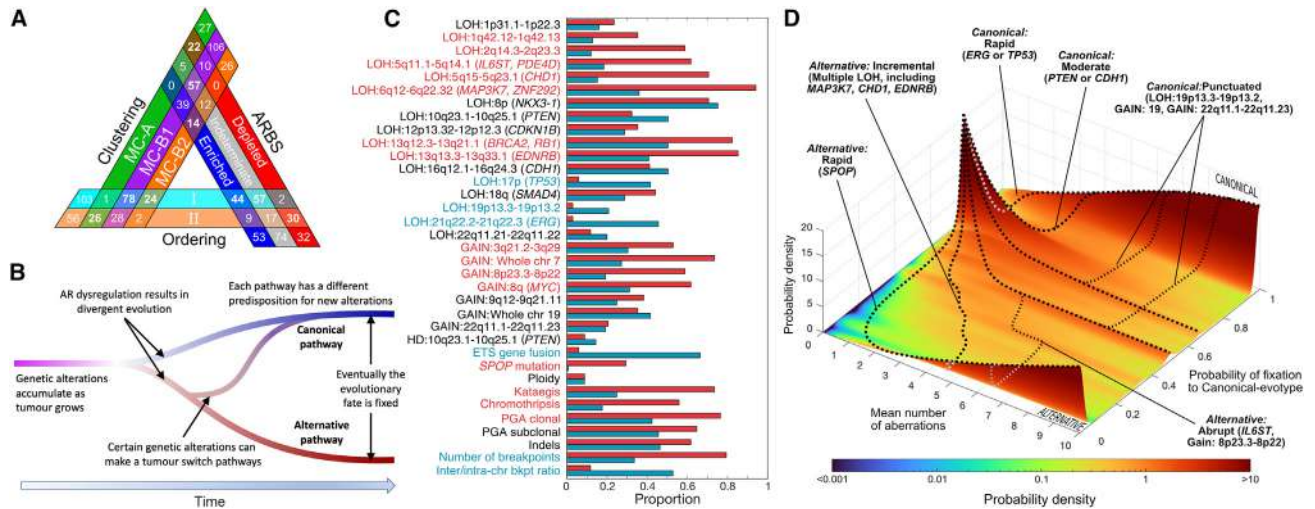 A
27
22
106
5
10
26
0
57
0
39
12
14
Clustering
MC-A
MC-B1
MC-B2
ARBS
Depleted
Indeterminate
Enriched
103
1
78
24
I
44
57
2
56
26
28
2
II
9
17
30
Ordering
53
74
32
B
AR dysregulation results in
divergent evolution
Each pathway has a different
predisposition for new alterations
Canonical
pathway
Genetic alterations
accumulate as
tumour grows
Eventually the
evolutionary
fate is fixed
Alternative
pathway
Certain genetic alterations can
make a tumour switch pathways
Time
C
LOH:1p31.1-1p22.3
LOH:1q42.12-1q42.13
LOH:2q14.3-2q23.3
LOH:5q11.1-5q14.1 (IL6ST, PDE4D)
LOH:5q15-5q23.1 (CHD1)
LOH:6q12-6q22.32 (MAP3K7, ZNF292)
LOH:8p (NKX3-1)
LOH:10q23.1-10q25.1 (PTEN)
LOH:12p13.32-12p12.3 (CDKN1B)
LOH:13q12.3-13q21.1 (BRCA2, RB1)
LOH:13q13.3-13q33.1 (EDNRB)
LOH:16q12.1-16q24.3 (CDH1)
LOH:17p (TP53)
LOH:18q (SMAD4)
LOH:19p13.3-19p13.2
LOH:21q22.2-21q22.3 (ERG)
LOH:22q11.21-22q11.22
GAIN:3q21.2-3q29
GAIN: Whole chr 7
GAIN:8p23.3-8p22
GAIN:8q (MYC)
GAIN:9q12-9q21.11
GAIN:Whole chr 19
GAIN:22q11.1-22q11.23
HD:10q23.1-10q25.1 (PTEN)
ETS gene fusion
SPOP mutation
Ploidy
Kataegis
Chromothripsis
PGA clonal
PGA subclonal
Indels
Number of breakpoints
Inter/intra-chr bkpt ratio
0 0.2 0.4 0.6 0.8 1
Proportion
D
Canonical:
Rapid
(ERG or TP53)
Alternative: Incremental
(Multiple LOH, including
MAP3K7, CHD1, EDNRB)
Canonical:
Moderate
(PTEN or CDH1)
Canonical:Punctuated
(LOH:19p13.3-19p13.2,
GAIN: 19, GAIN: 22q11.1-22q11.23)
Alternative:
Rapid
(SPOP)
CANONICAL
20
15
10
5
0
Probability density
0
1
2
3
4
5
6
7
8
9
10
Mean number
of aberrations
ALTERNATIVE
0
0.2
0.4
0.6
0.8
1
Probability of fixation
to Canonical-evotype
Alternative:
Abrupt (IL6ST,
Gain: 8p23.3-8p22)
<0.001 0.01 0.1 1 >10
Probability density